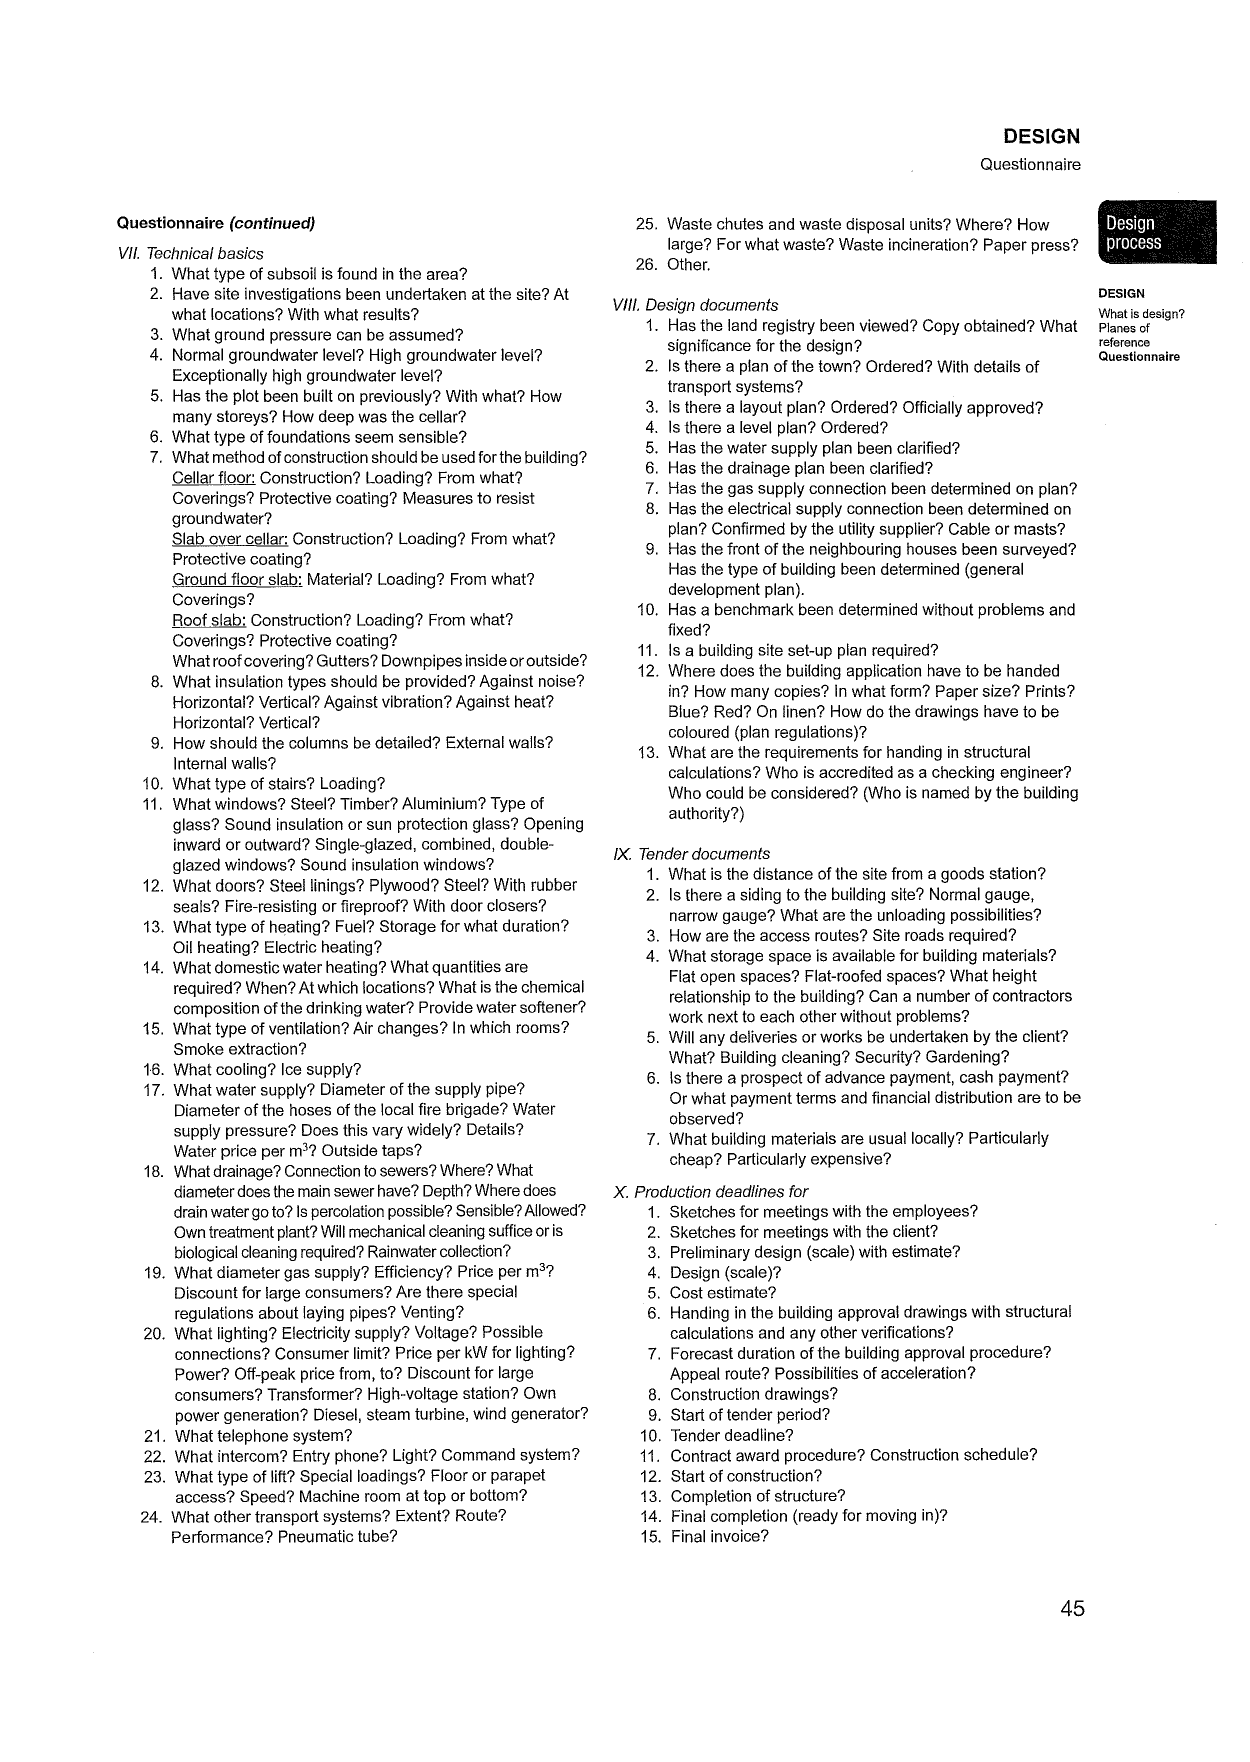 DESIGN
Questionnaire
Questionnaire (continued)
VII. Technical basics
1. What type of subsoil is found in the area?
2. Have site investigations been undertaken at the site? At
what locations? With what results?
3. What ground pressure can be assumed?
4. Normal groundwater level? High groundwater level?
Exceptionally high groundwater level?
5. Has the plot been built on previously? With what? How
many storeys? How deep was the cellar?
6. What type of foundations seem sensible?
7. What method of construction should be used for the building?
Cellar floor: Construction? Loading? From what?
Coverings? Protective coating? Measures to resist
groundwater?
Slab over cellar: Construction? Loading? From what?
Protective coating?
Ground floor slab: Material? Loading? From what?
Coverings?
Roof slab: Construction? Loading? From what?
Coverings? Protective coating?
What roof covering? Gutters? Downpipes inside or outside?
8. What insulation types should be provided? Against noise?
Horizontal? Vertical? Against vibration? Against heat?
Horizontal? Vertical?
9. How should the columns be detailed? External walls?
Internal walls?
10. What type of stairs? Loading?
11. What windows? Steel? Timber? Aluminium? Type of
glass? Sound insulation or sun protection glass? Opening
inward or outward? Single-glazed, combined, double-
glazed windows? Sound insulation windows?
12. What doors? Steel linings? Plywood? Steel? With rubber
seals? Fire-resisting or fireproof? With door closers?
13. What type of heating? Fuel? Storage for what duration?
Oil heating? Electric heating?
14. What domestic water heating? What quantities are
required? When? At which locations? What is the chemical
composition of the drinking water? Provide water softener?
15. What type of ventilation? Air changes? In which rooms?
Smoke extraction?
16. What cooling? Ice supply?
17. What water supply? Diameter of the supply pipe?
Diameter of the hoses of the local fire brigade? Water
supply pressure? Does this vary widely? Details?
Water price per m³? Outside taps?
18. What drainage? Connection to sewers? Where? What
diameter does the main sewer have? Depth? Where does
drain water go to? Is percolation possible? Sensible? Allowed?
Own treatment plant? Will mechanical cleaning suffice or is
biological cleaning required? Rainwater collection?
19. What diameter gas supply? Efficiency? Price per m³?
Discount for large consumers? Are there special
regulations about laying pipes? Venting?
20. What lighting? Electricity supply? Voltage? Possible
connections? Consumer limit? Price per kW for lighting?
Power? Off-peak price from, to? Discount for large
consumers? Transformer? High-voltage station? Own
power generation? Diesel, steam turbine, wind generator?
21. What telephone system?
22. What intercom? Entry phone? Light? Command system?
23. What type of lift? Special loadings? Floor or parapet
access? Speed? Machine room at top or bottom?
24. What other transport systems? Extent? Route?
Performance? Pneumatic tube?
25. Waste chutes and waste disposal units? Where? How
large? For what waste? Waste incineration? Paper press?
26. Other.
VIII. Design documents
1. Has the land registry been viewed? Copy obtained? What
significance for the design?
2. Is there a plan of the town? Ordered? With details of
transport systems?
3. Is there a layout plan? Ordered? Officially approved?
4. Is there a level plan? Ordered?
5. Has the water supply plan been clarified?
6. Has the drainage plan been clarified?
7. Has the gas supply connection been determined on plan?
8. Has the electrical supply connection been determined on
plan? Confirmed by the utility supplier? Cable or masts?
9. Has the front of the neighbouring houses been surveyed?
Has the type of building been determined (general
development plan).
10. Has a benchmark been determined without problems and
fixed?
11. Is a building site set-up plan required?
12. Where does the building application have to be handed
in? How many copies? In what form? Paper size? Prints?
Blue? Red? On linen? How do the drawings have to be
coloured (plan regulations)?
13. What are the requirements for handing in structural
calculations? Who is accredited as a checking engineer?
Who could be considered? (Who is named by the building
authority?)
IX. Tender documents
1. What is the distance of the site from a goods station?
2. Is there a siding to the building site? Normal gauge,
narrow gauge? What are the unloading possibilities?
3. How are the access routes? Site roads required?
4. What storage space is available for building materials?
Flat open spaces? Flat-roofed spaces? What height
relationship to the building? Can a number of contractors
work next to each other without problems?
5. Will any deliveries or works be undertaken by the client?
What? Building cleaning? Security? Gardening?
6. Is there a prospect of advance payment, cash payment?
Or what payment terms and financial distribution are to be
observed?
7. What building materials are usual locally? Particularly
cheap? Particularly expensive?
X. Production deadlines for
1. Sketches for meetings with the employees?
2. Sketches for meetings with the client?
3. Preliminary design (scale) with estimate?
4. Design (scale)?
5. Cost estimate?
6. Handing in the building approval drawings with structural
calculations and any other verifications?
7. Forecast duration of the building approval procedure?
Appeal route? Possibilities of acceleration?
8. Construction drawings?
9. Start of tender period?
10. Tender deadline?
11. Contract award procedure? Construction schedule?
12. Start of construction?
13. Completion of structure?
14. Final completion (ready for moving in)?
15. Final invoice?
Design
process
DESIGN
What is design?
Planes of
reference
Questionnaire
45